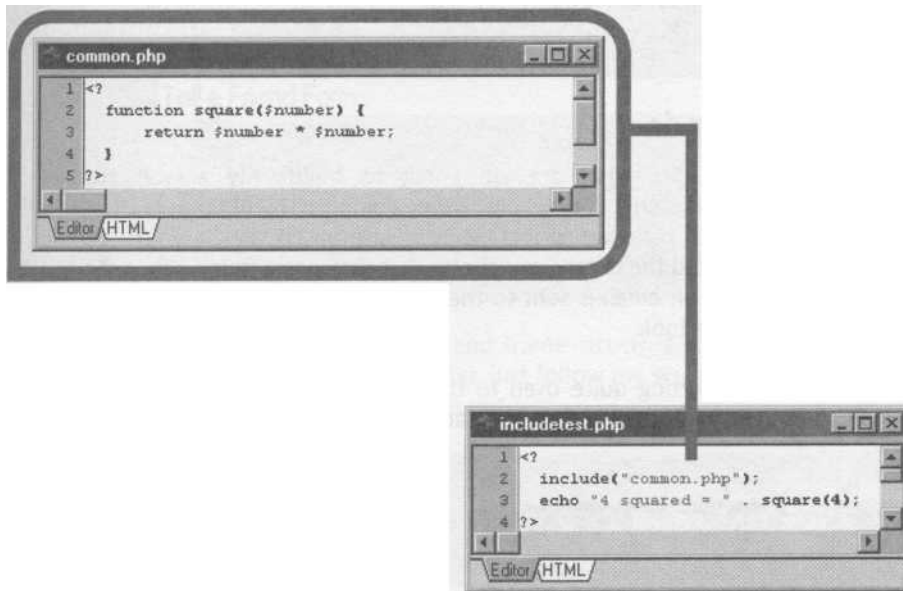 common.php
1 <?
2 function square($number) {
3 return $number * $number;
4 }
5 ?>
Editor HTML
includetest.php
1 <?
2 include("common.php");
3 echo "4 squared = " . square(4);
4 ?>
Editor HTML